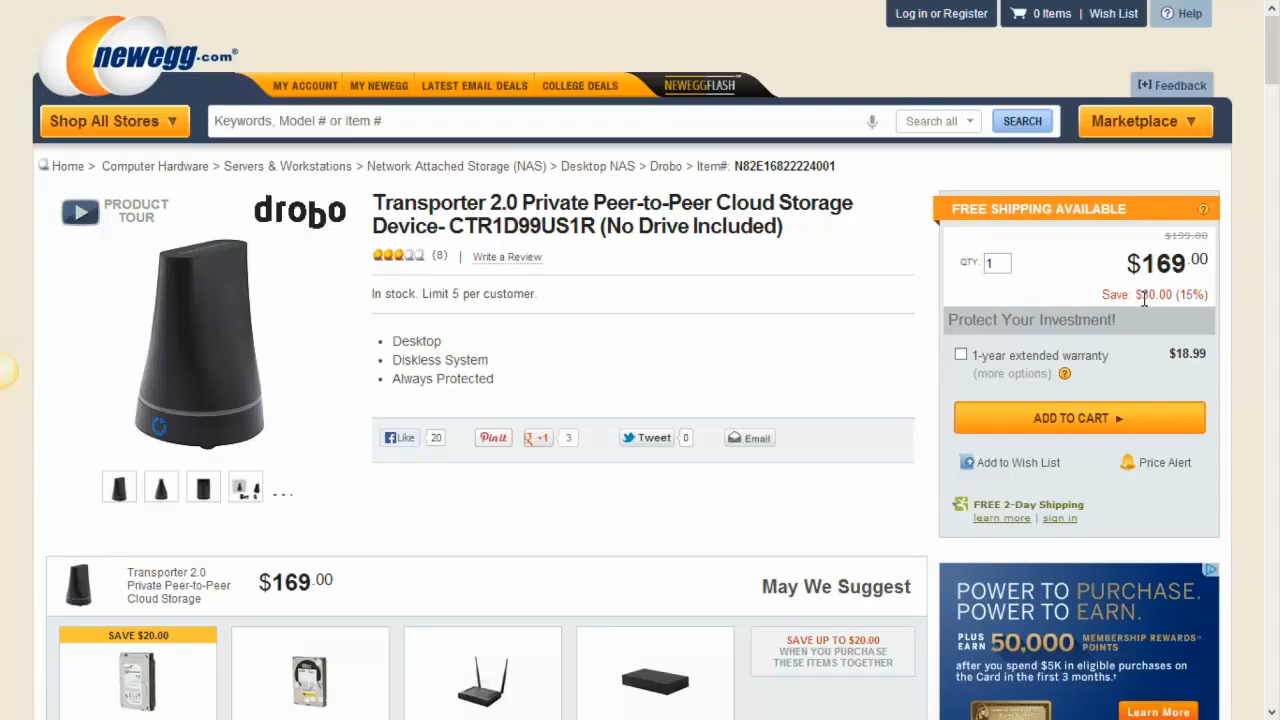 Log in or Register
0 Items | Wish List
Help
newegg.com®
MY ACCOUNT
MY NEWEGG
LATEST EMAIL DEALS
COLLEGE DEALS
NEWEGGFLASH
[+] Feedback
Shop All Stores ▼
Keywords, Model # or item #
Search all
SEARCH
Marketplace ▼
Home > Computer Hardware > Servers & Workstations > Network Attached Storage (NAS) > Desktop NAS > Drobo > Item#: N82E16822224001
PRODUCT
TOUR
drobo
Transporter 2.0 Private Peer-to-Peer Cloud Storage
Device- CTR1D99US1R (No Drive Included)
(8) | Write a Review
In stock. Limit 5 per customer.
• Desktop
• Diskless System
• Always Protected
Like 20
Pin it
g +1 3
Tweet 0
Email
. . .
FREE SHIPPING AVAILABLE ?
$199.00
QTY: 1
$169.00
Save: $30.00 (15%)
Protect Your Investment!
1-year extended warranty $18.99
(more options) ?
ADD TO CART ►
Add to Wish List
Price Alert
FREE 2-Day Shipping
learn more | sign in
Transporter 2.0
Private Peer-to-Peer
Cloud Storage
$169.00
May We Suggest
SAVE $20.00
SAVE UP TO $20.00
WHEN YOU PURCHASE
THESE ITEMS TOGETHER
POWER TO PURCHASE.
POWER TO EARN.
PLUS
EARN 50,000 MEMBERSHIP REWARDS®
POINTS
after you spend $5K in eligible purchases on
the Card in the first 3 months.†
Learn More